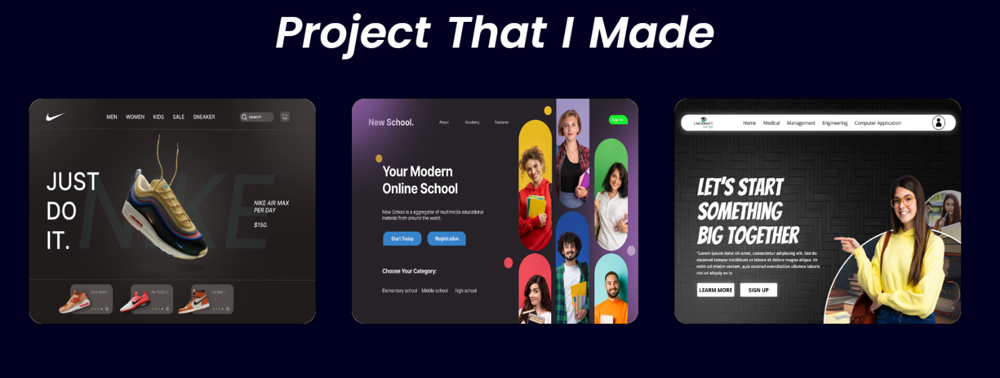 Project That I Made
MEN WOMEN KIDS SALE SNEAKER search
NIKE
JUST
DO
IT.
NIKE AIR MAX
PER DAY
$150.
Nike Kyrie
Air Force 1
Jordan 1
New School. About Academy Features Sign In
Your Modern
Online School
New School is a aggregator of multimedia educational
material from around the world.
Start Today Registration
Choose Your Category:
Elementory school Middle school high school
UNIVERSITY
Home Medical Management Engineering Computer Application
LET'S START
SOMETHING
BIG TOGETHER
"Lorem ipsum dolor sit amet, consectetur adipiscing elit. Sed do
eiusmod tempor incididunt ut labore et dolore magna aliqua. Ut
enim ad minim veniam, quis nostrud exercitation ullamco laboris
nisi ut aliquip ex la
LEARM MORE SIGN UP